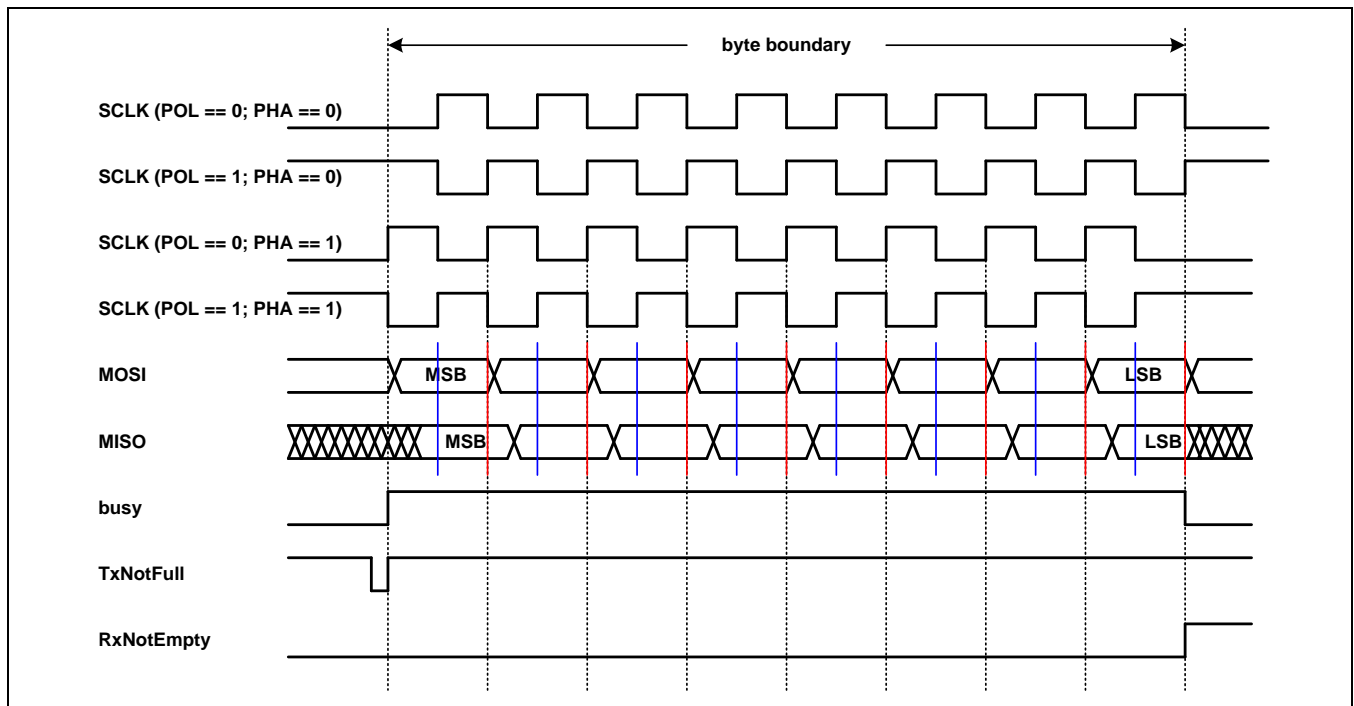 byte boundary
SCLK (POL == 0; PHA == 0)
SCLK (POL == 1; PHA == 0)
SCLK (POL == 0; PHA == 1)
SCLK (POL == 1; PHA == 1)
MOSI MSB LSB
MISO MSB LSB
busy
TxNotFull
RxNotEmpty